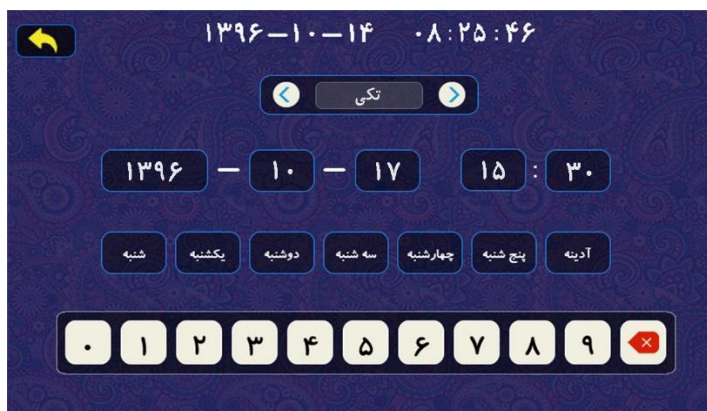 ۱۳۹۶-۱۰-۱۴ ۰۸:۲۵:۴۶
تکی
۱۳۹۶ - ۱۰ - ۱۷ ۱۵ : ۳۰
شنبه یکشنبه دوشنبه سه شنبه چهارشنبه پنج شنبه آدینه
۰ ۱ ۲ ۳ ۴ ۵ ۶ ۷ ۸ ۹